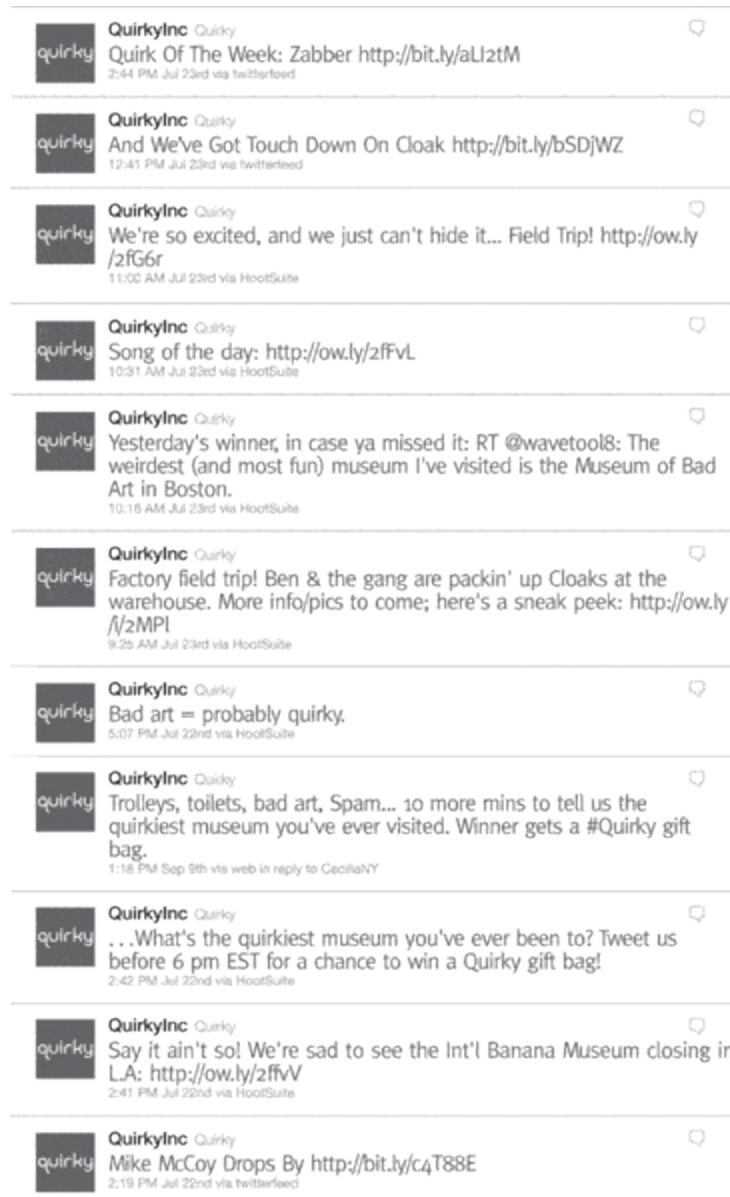 quirky
QuirkyInc Quirky
Quirk Of The Week: Zabber http://bit.ly/aLI2tM
2:44 PM Jul 23rd via twitterfeed
quirky
QuirkyInc Quirky
And We've Got Touch Down On Cloak http://bit.ly/bSDjWZ
12:41 PM Jul 23rd via twitterfeed
quirky
QuirkyInc Quirky
We're so excited, and we just can't hide it... Field Trip! http://ow.ly
/2fG6r
11:00 AM Jul 23rd via HootSuite
quirky
QuirkyInc Quirky
Song of the day: http://ow.ly/2fFvL
10:31 AM Jul 23rd via HootSuite
quirky
QuirkyInc Quirky
Yesterday's winner, in case ya missed it: RT @wavetool8: The
weirdest (and most fun) museum I've visited is the Museum of Bad
Art in Boston.
10:16 AM Jul 23rd via HootSuite
quirky
QuirkyInc Quirky
Factory field trip! Ben & the gang are packin' up Cloaks at the
warehouse. More info/pics to come; here's a sneak peek: http://ow.ly
/i/2MPl
9:25 AM Jul 23rd via HootSuite
quirky
QuirkyInc Quirky
Bad art = probably quirky.
5:07 PM Jul 22nd via HootSuite
quirky
QuirkyInc Quirky
Trolleys, toilets, bad art, Spam... 10 more mins to tell us the
quirkiest museum you've ever visited. Winner gets a #Quirky gift
bag.
1:18 PM Sep 9th via web in reply to CeciliaNY
quirky
QuirkyInc Quirky
...What's the quirkiest museum you've ever been to? Tweet us
before 6 pm EST for a chance to win a Quirky gift bag!
2:42 PM Jul 22nd via HootSuite
quirky
QuirkyInc Quirky
Say it ain't so! We're sad to see the Int'l Banana Museum closing in
L.A: http://ow.ly/2ffvV
2:41 PM Jul 22nd via HootSuite
quirky
QuirkyInc Quirky
Mike McCoy Drops By http://bit.ly/c4T88E
2:19 PM Jul 22nd via twitterfeed